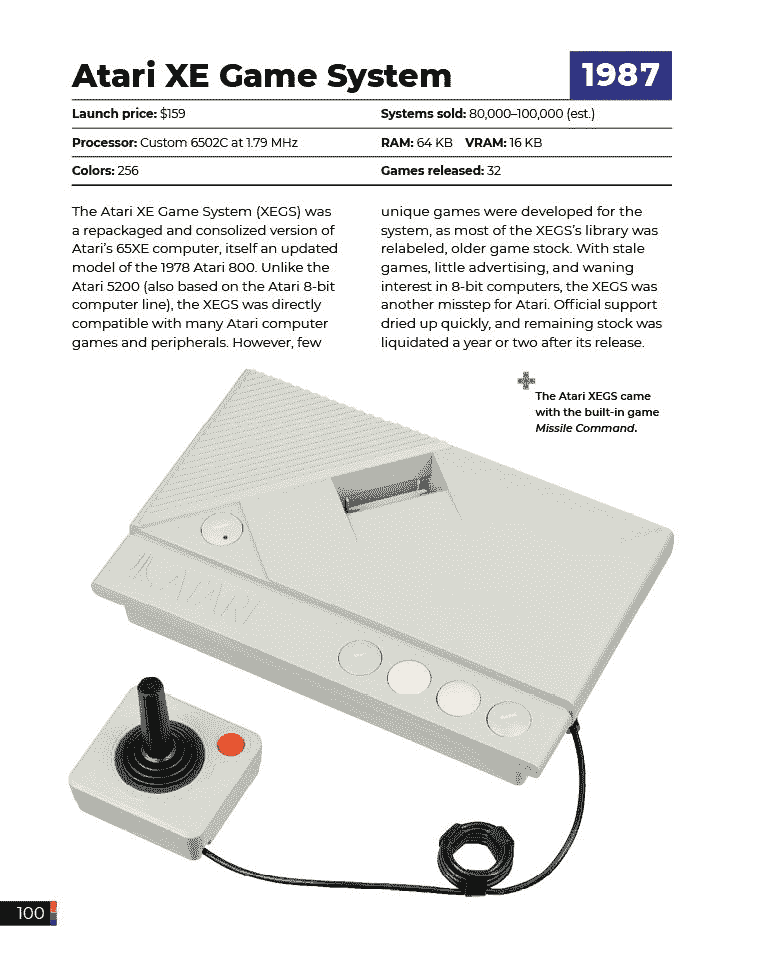 Atari XE Game System
1987
Launch price: $159
Systems sold: 80,000–100,000 (est.)
Processor: Custom 6502C at 1.79 MHz
RAM: 64 KB VRAM: 16 KB
Colors: 256
Games released: 32
The Atari XE Game System (XEGS) was
a repackaged and consolized version of
Atari's 65XE computer, itself an updated
model of the 1978 Atari 800. Unlike the
Atari 5200 (also based on the Atari 8-bit
computer line), the XEGS was directly
compatible with many Atari computer
games and peripherals. However, few
unique games were developed for the
system, as most of the XEGS's library was
relabeled, older game stock. With stale
games, little advertising, and waning
interest in 8-bit computers, the XEGS was
another misstep for Atari. Official support
dried up quickly, and remaining stock was
liquidated a year or two after its release.
The Atari XEGS came
with the built-in game
Missile Command.
ATARI
100